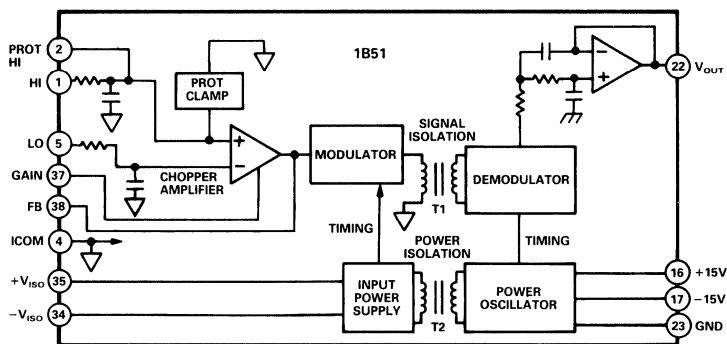 1B51
PROT
HI
2
HI
1
LO
5
GAIN
37
FB
38
ICOM
4
+VISO
35
−VISO
34
PROT
CLAMP
+
−
CHOPPER
AMPLIFIER
MODULATOR
SIGNAL
ISOLATION
T1
DEMODULATOR
−
+
22
VOUT
TIMING
POWER
ISOLATION
TIMING
INPUT
POWER
SUPPLY
T2
POWER
OSCILLATOR
16
+15V
17
−15V
23
GND